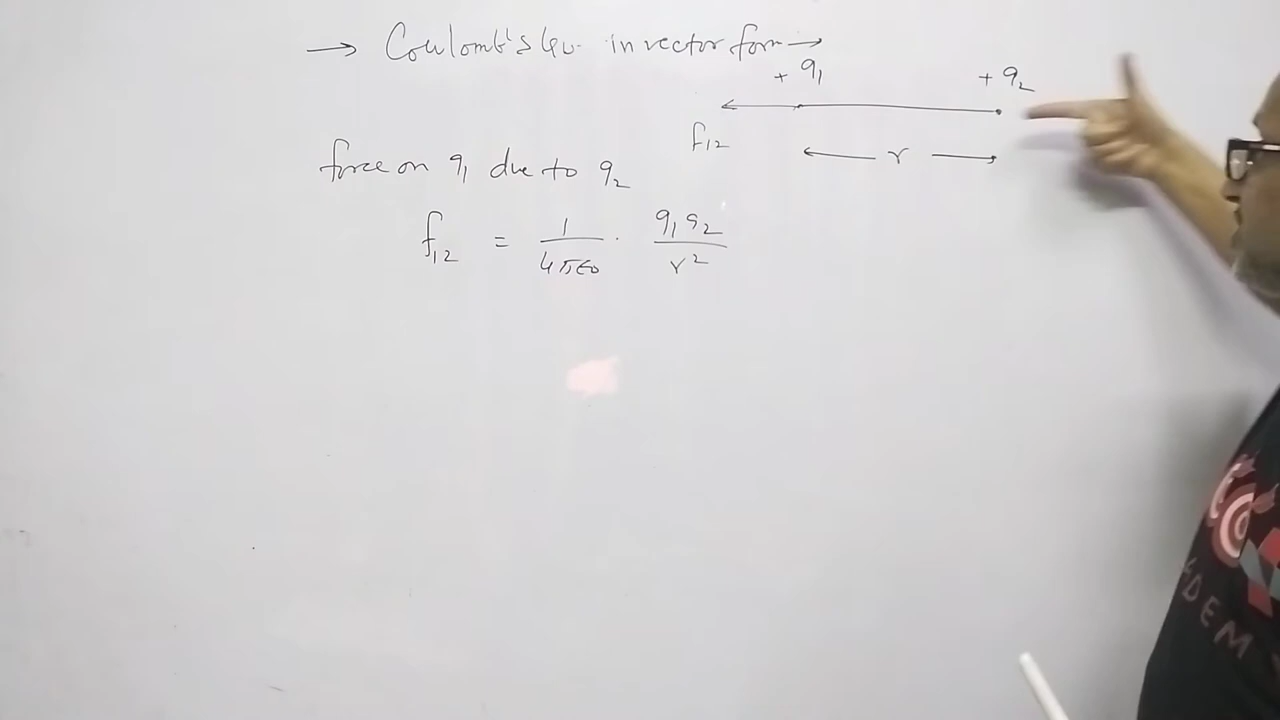 → Coulomb's law in vector form →
+ q₁ + q₂
F₁₂
r
force on q₁ due to q₂
F₁₂ = 1/4πϵ₀ · q₁q₂/r²
DEM